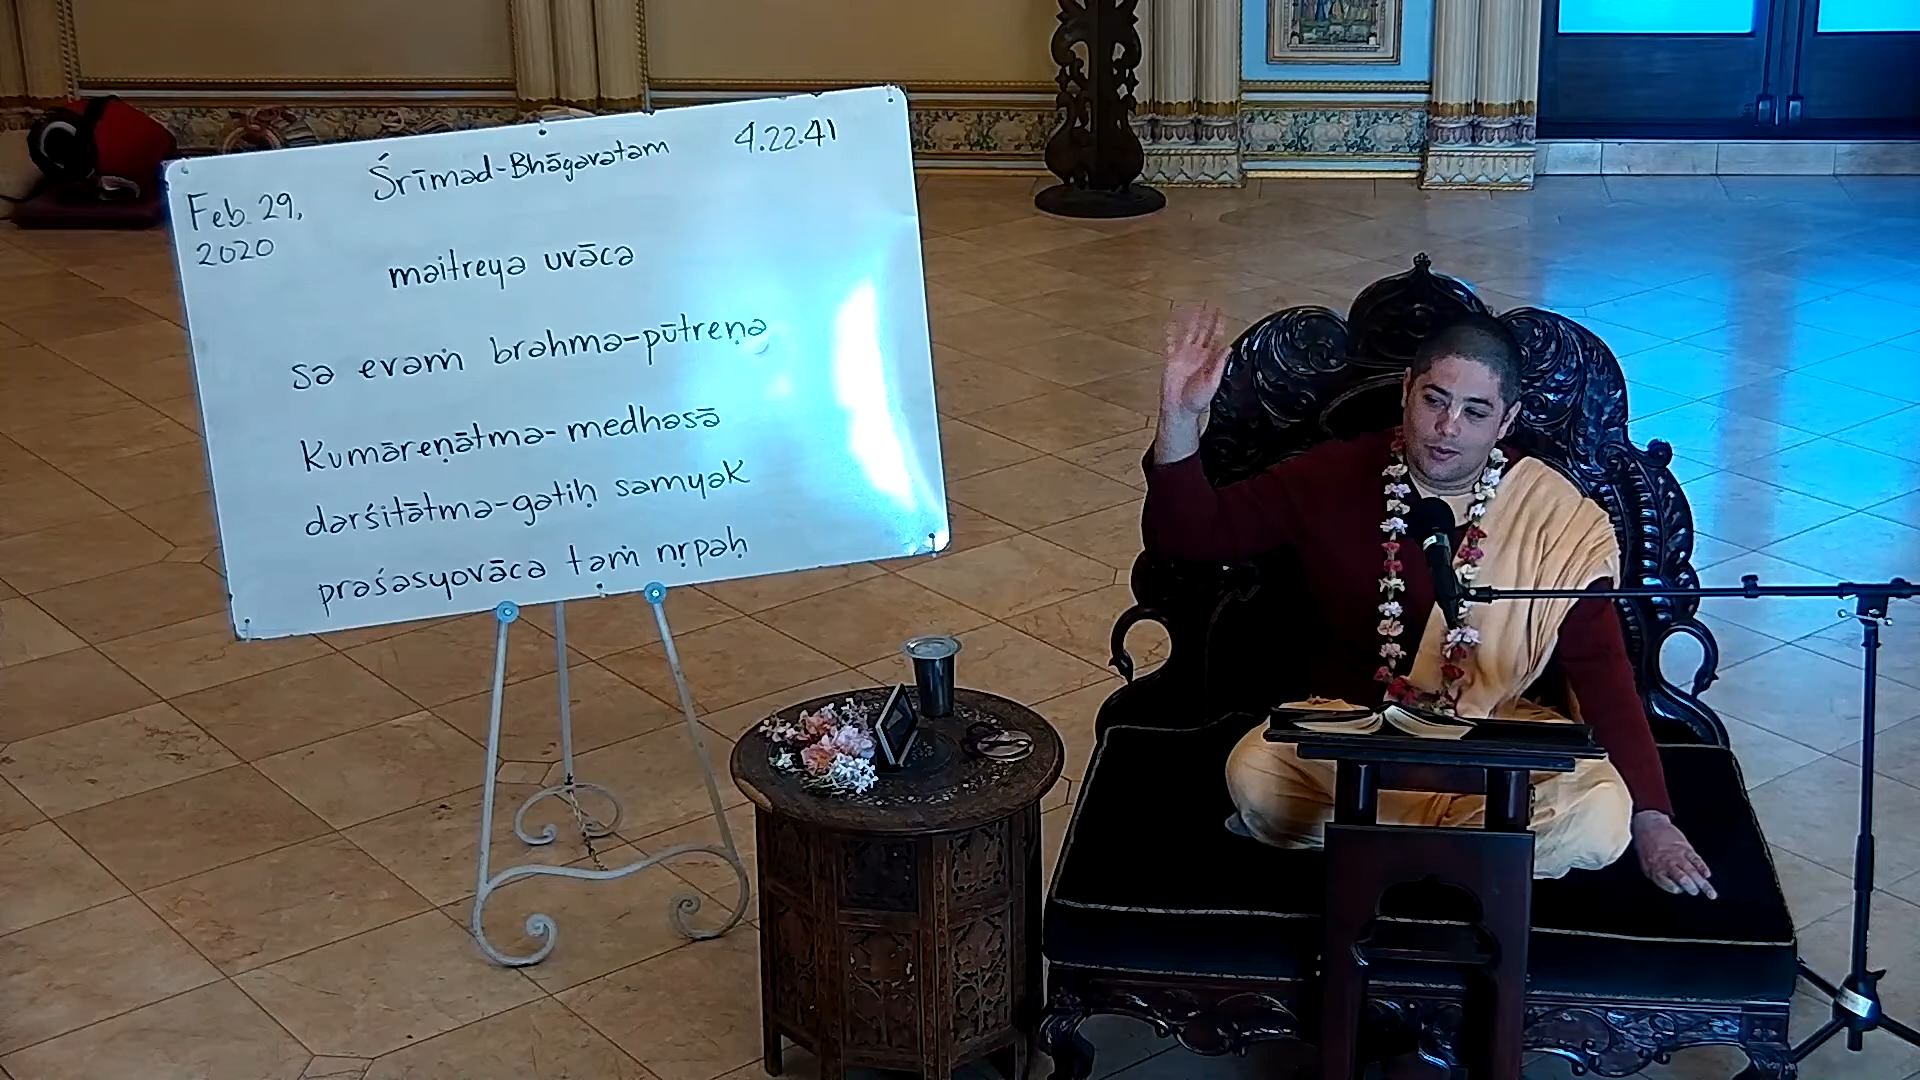 Śrīmad-Bhāgavatam 4.22.41
Feb. 29,
2020
maitreya uvāca
sa evaṁ brahma-pūtreṇa
Kumāreṇātma-medhasā
darśitātma-gatiḥ samyak
praśasyovāca taṁ nṛpaḥ